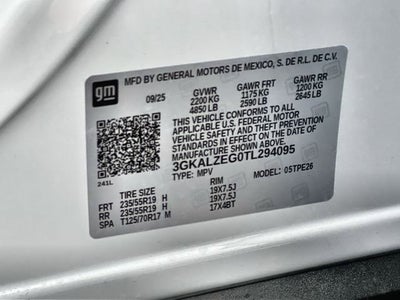 gm MFD BY GENERAL MOTORS DE MEXICO, S. DE R.L. DE C.V.
09/25 GVWR GAWR FRT GAWR RR
2200 KG 1175 KG 1200 KG
4850 LB 2590 LB 2645 LB
THIS VEHICLE CONFORMS TO ALL
APPLICABLE U.S. FEDERAL MOTOR
VEHICLE SAFETY AND THEFT PREVENTION
STANDARDS IN EFFECT ON THE DATE OF
MANUFACTURE SHOWN ABOVE.
3GKALZEG0TL294095
TYPE: MPV MODEL: 05TPE26
241L
TIRE SIZE RIM
FRT 235/55R19 H 19X7.5J
RR 235/55R19 H 19X7.5J
SPA T125/70R17 M 17X4BT